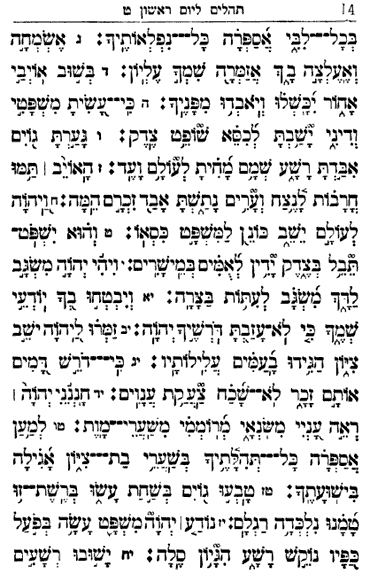 14 תהלים ליום ראשון ט
בְּכָל־לִבִּי אֲסַפְּרָה כָּל־נִפְלְאוֹתֶיךָ׃ ג אֶשְׂמְחָה
וְאֶעֶלְצָה בָךְ אֲזַמְּרָה שִׁמְךָ עֶלְיוֹן׃ ד בְּשׁוּב אוֹיְבַי
אָחוֹר יִכָּשְׁלוּ וְיֹאבְדוּ מִפָּנֶיךָ׃ ה כִּי־עָשִׂיתָ מִשְׁפָּטִי
וְדִינִי יָשַׁבְתָּ לְכִסֵּא שׁוֹפֵט צֶדֶק׃ ו גָּעַרְתָּ גוֹיִם
אִבַּדְתָּ רָשָׁע שְׁמָם מָחִיתָ לְעוֹלָם וָעֶד׃ ז הָאוֹיֵב ׀ תַּמּוּ
חֳרָבוֹת לָנֶצַח וְעָרִים נָתַשְׁתָּ אָבַד זִכְרָם הֵמָּה׃ ח וַיהוָֹה
לְעוֹלָם יֵשֵׁב כּוֹנֵן לַמִּשְׁפָּט כִּסְאוֹ׃ ט וְהוּא יִשְׁפֹּט־
תֵּבֵל בְּצֶדֶק יָדִין לְאֻמִּים בְּמֵישָׁרִים׃ י וִיהִי יְהוָֹה מִשְׂגָּב
לַדָּךְ מִשְׂגָּב לְעִתּוֹת בַּצָּרָה׃ יא וְיִבְטְחוּ בְךָ יוֹדְעֵי
שְׁמֶךָ כִּי לֹא־עָזַבְתָּ דֹרְשֶׁיךָ יְהוָֹה׃ יב זַמְּרוּ לַיהוָֹה יֹשֵׁב
צִיּוֹן הַגִּידוּ בָעַמִּים עֲלִילוֹתָיו׃ יג כִּי־דֹרֵשׁ דָּמִים
אוֹתָם זָכָר לֹא־שָׁכַח צַעֲקַת עֲנָוִים׃ יד חָנְנֵנִי יְהוָֹה ׀
רְאֵה עָנְיִי מִשֹּׂנְאָי מְרוֹמְמִי מִשַּׁעֲרֵי־מָוֶת׃ טו לְמַעַן
אֲסַפְּרָה כָּל־תְּהִלָּתֶיךָ בְּשַׁעֲרֵי בַת־צִיּוֹן אָגִילָה
בִּישׁוּעָתֶךָ׃ טז טָבְעוּ גוֹיִם בְּשַׁחַת עָשׂוּ בְּרֶשֶׁת־זוּ
טָמָנוּ נִלְכְּדָה רַגְלָם׃ יז נוֹדַע ׀ יְהוָֹה מִשְׁפָּט עָשָׂה בְּפֹעַל
כַּפָּיו נוֹקֵשׁ רָשָׁע הִגָּיוֹן סֶלָה׃ יח יָשׁוּבוּ רְשָׁעִים